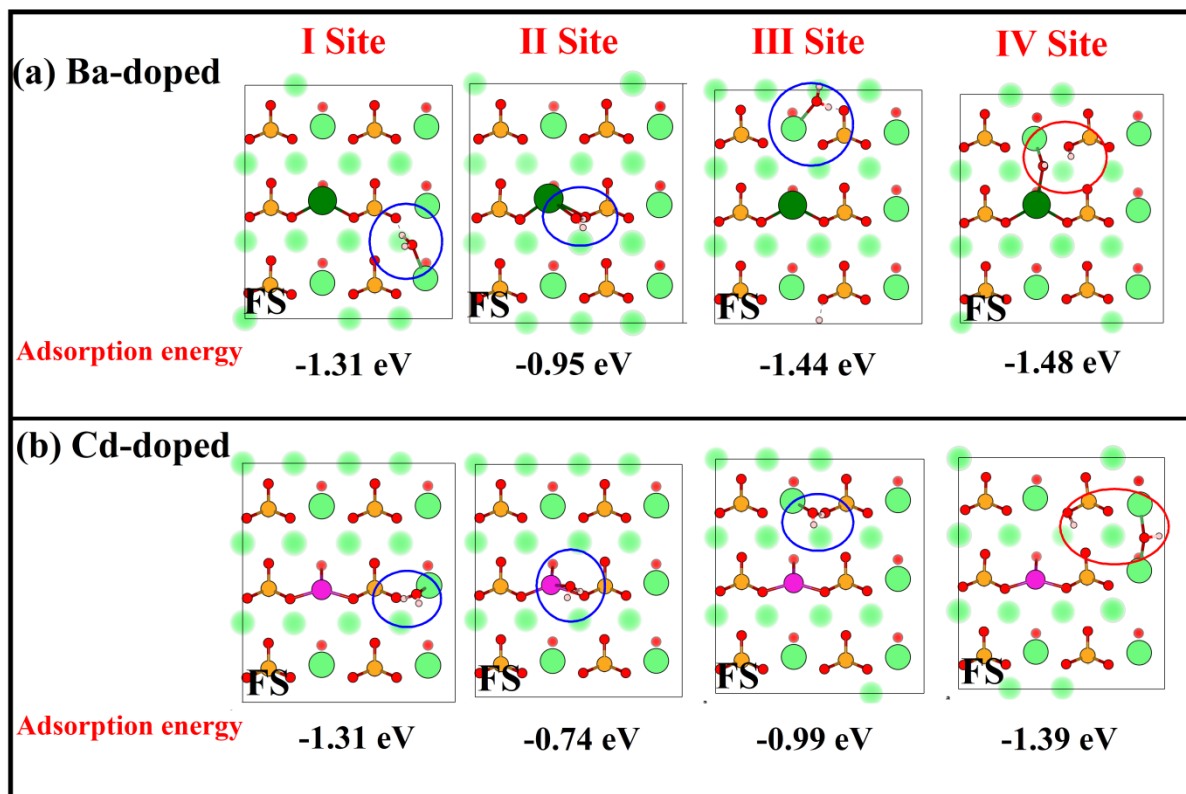 I Site II Site III Site IV Site
(a) Ba-doped
FS FS FS FS
Adsorption energy
-1.31 eV -0.95 eV -1.44 eV -1.48 eV
(b) Cd-doped
FS FS FS FS
Adsorption energy
-1.31 eV -0.74 eV -0.99 eV -1.39 eV